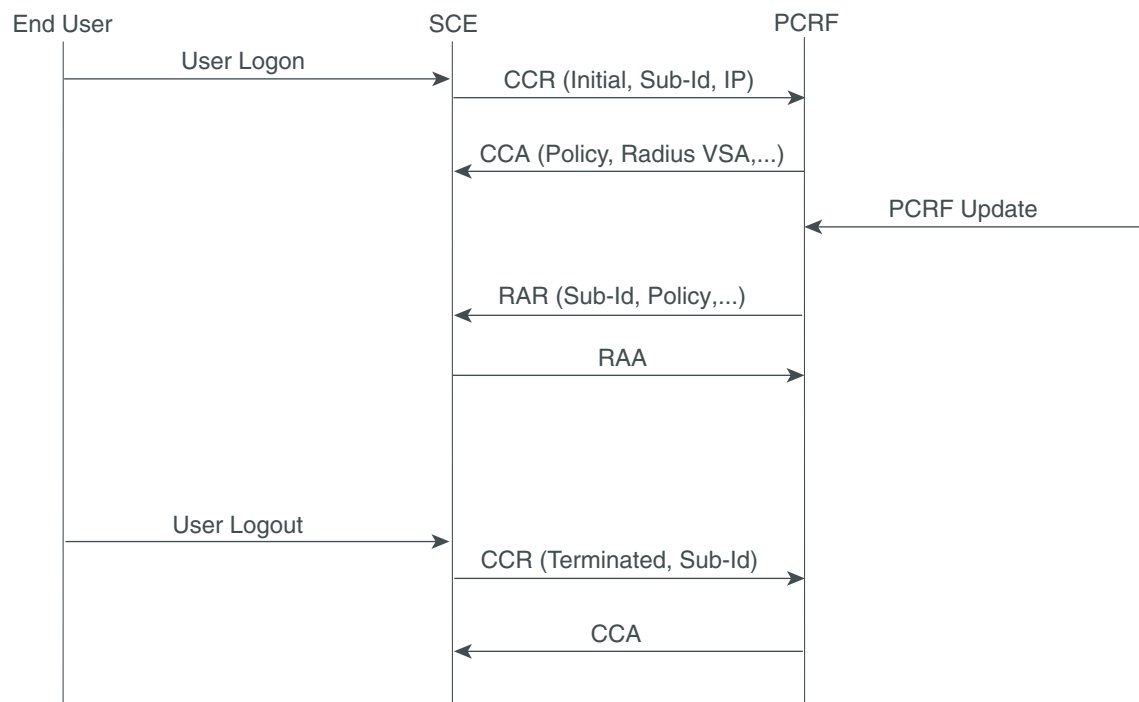 End User
SCE
PCRF
User Logon
CCR (Initial, Sub-Id, IP)
CCA (Policy, Radius VSA,...)
PCRF Update
RAR (Sub-Id, Policy,...)
RAA
User Logout
CCR (Terminated, Sub-Id)
CCA